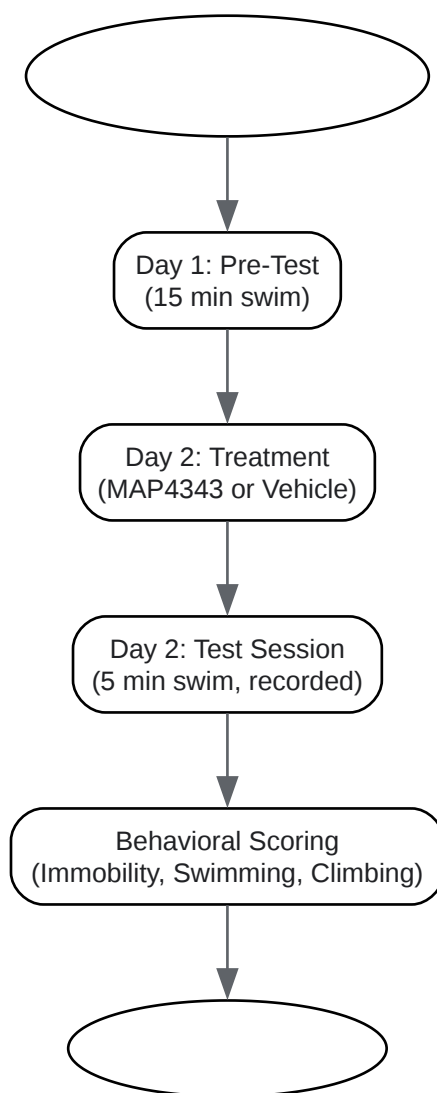 Day 1: Pre-Test
(15 min swim)
Day 2: Treatment
(MAP4343 or Vehicle)
Day 2: Test Session
(5 min swim, recorded)
Behavioral Scoring
(Immobility, Swimming, Climbing)